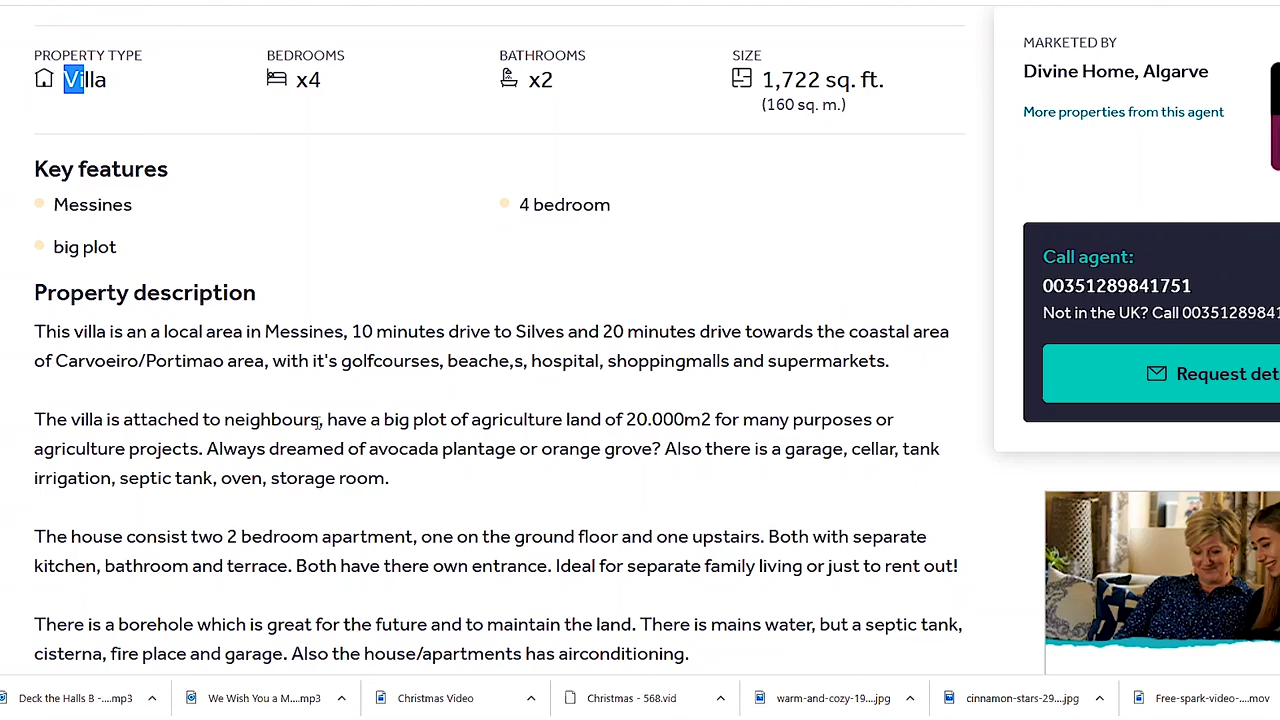 PROPERTY TYPE
Villa
BEDROOMS
x4
BATHROOMS
x2
SIZE
1,722 sq. ft.
(160 sq. m.)
Key features
Messines
4 bedroom
big plot
Property description
This villa is an a local area in Messines, 10 minutes drive to Silves and 20 minutes drive towards the coastal area
of Carvoeiro/Portimao area, with it's golfcourses, beache,s, hospital, shoppingmalls and supermarkets.
The villa is attached to neighbours, have a big plot of agriculture land of 20.000m2 for many purposes or
agriculture projects. Always dreamed of avocada plantage or orange grove? Also there is a garage, cellar, tank
irrigation, septic tank, oven, storage room.
The house consist two 2 bedroom apartment, one on the ground floor and one upstairs. Both with separate
kitchen, bathroom and terrace. Both have there own entrance. Ideal for separate family living or just to rent out!
There is a borehole which is great for the future and to maintain the land. There is mains water, but a septic tank,
cisterna, fire place and garage. Also the house/apartments has airconditioning.
MARKETED BY
Divine Home, Algarve
More properties from this agent
Call agent:
00351289841751
Not in the UK? Call 00351289841
Request det
Deck the Halls B -....mp3
We Wish You a M....mp3
Christmas Video
Christmas - 568.vid
warm-and-cozy-19....jpg
cinnamon-stars-29....jpg
Free-spark-video-....mov